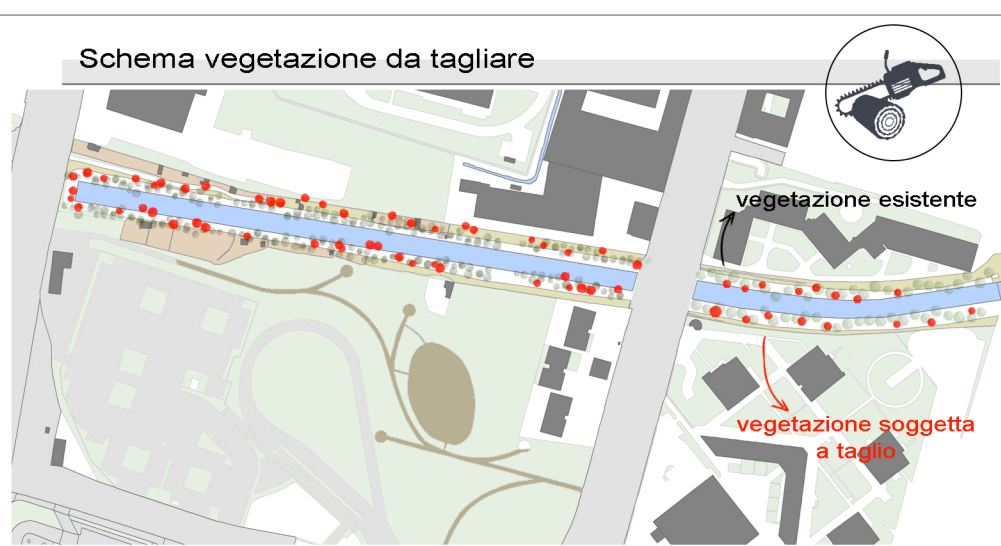 Schema vegetazione da tagliare
vegetazione esistente
vegetazione soggetta
a taglio